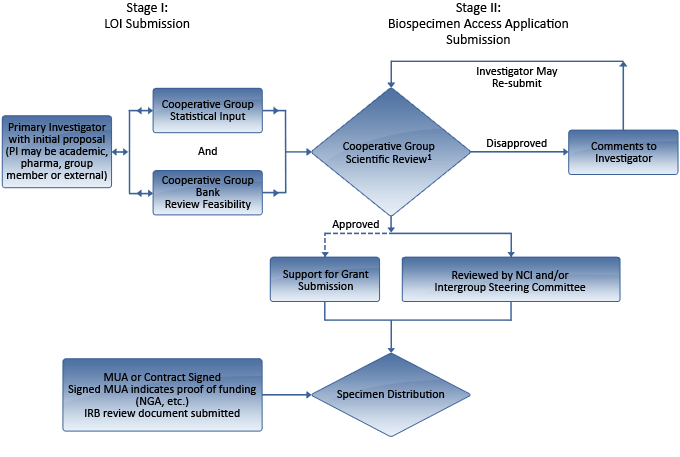 Stage I:
LOI Submission
Stage II:
Biospecimen Access Application
Submission
Investigator May
Re-submit
Primary Investigator
with initial proposal
(PI may be academic,
pharma, group
member or external)
Cooperative Group
Statistical Input
And
Cooperative Group
Bank
Review Feasibility
Cooperative Group
Scientific Review1
Disapproved
Comments to
Investigator
Approved
Support for Grant
Submission
Reviewed by NCI and/or
Intergroup Steering Committee
MUA or Contract Signed
Signed MUA indicates proof of funding
(NGA, etc.)
IRB review document submitted
Specimen Distribution